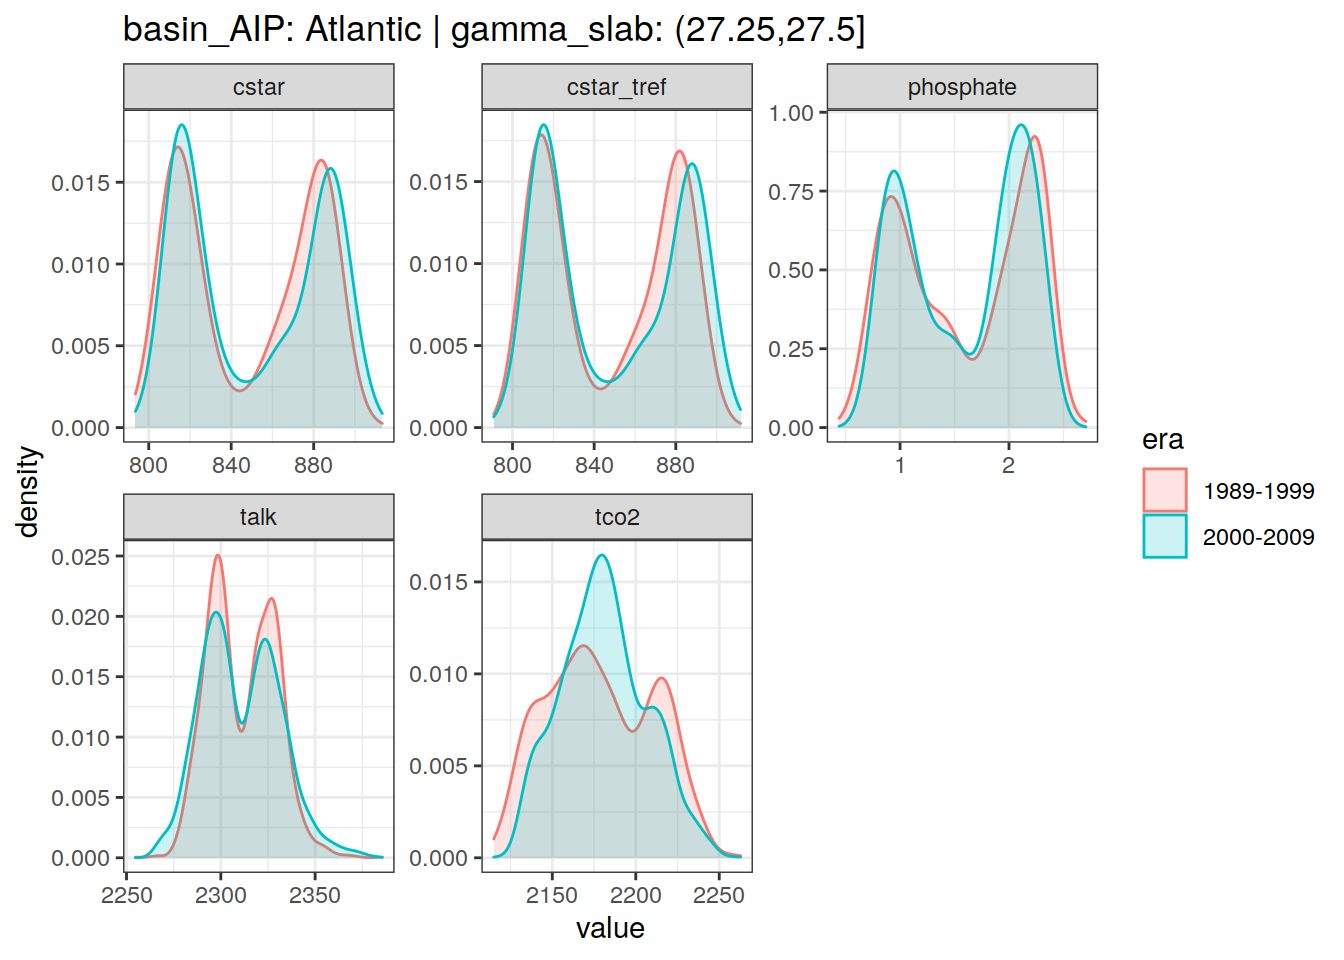 basin_AIP: Atlantic | gamma_slab: (27.25,27.5]
cstar
cstar_tref
phosphate
0.015
0.010
0.005
0.000
800 840 880
0.015
0.010
0.005
0.000
800 840 880
1.00
0.75
0.50
0.25
0.00
1 2
density
talk
tco2
0.025
0.020
0.015
0.010
0.005
0.000
2250 2300 2350
0.015
0.010
0.005
0.000
2150 2200 2250
value
era
1989-1999
2000-2009